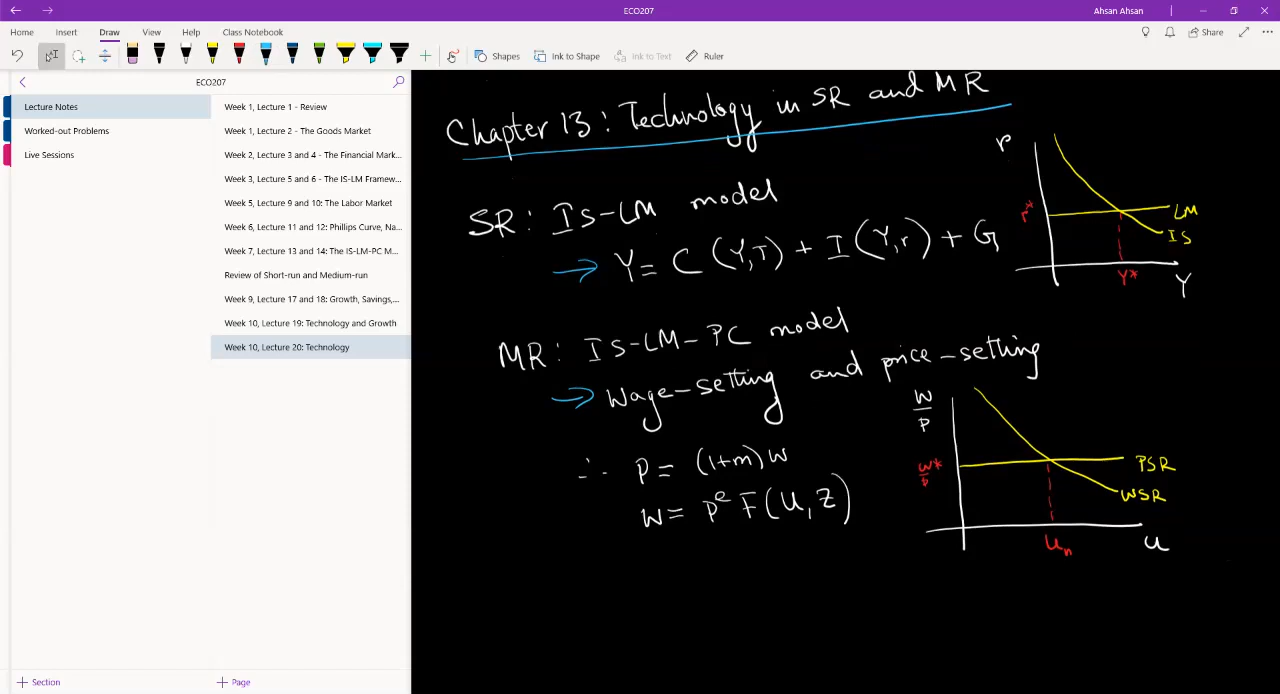 ECO207
Ahsan Ahsan
Home Insert Draw View Help Class Notebook
Share
Shapes
Ink to Shape
Ink to Text
Ruler
ECO207
Lecture Notes
Worked-out Problems
Live Sessions
Week 1, Lecture 1 - Review
Week 1, Lecture 2 - The Goods Market
Week 2, Lecture 3 and 4 - The Financial Mark...
Week 3, Lecture 5 and 6 - The IS-LM Framew...
Week 5, Lecture 9 and 10: The Labor Market
Week 6, Lecture 11 and 12: Phillips Curve, Na...
Week 7, Lecture 13 and 14: The IS-LM-PC M...
Review of Short-run and Medium-run
Week 9, Lecture 17 and 18: Growth, Savings,...
Week 10, Lecture 19: Technology and Growth
Week 10, Lecture 20: Technology
Section
Page
Chapter 13: Technology in SR and MR
SR: IS-LM model
→ Y = C (Y,T) + I (Y,r) + G
r
r*
LM
IS
Y*
Y
MR: IS-LM-PC model
→ Wage-setting and price-setting
∴ P = (1+m) W
W = Pᵉ F(u, z)
W/P
W*/P
PSR
WSR
uₙ
u